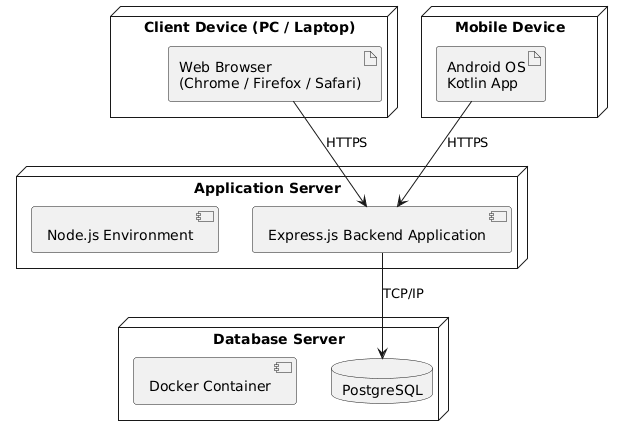 Client Device (PC / Laptop)
Mobile Device
Web Browser
(Chrome / Firefox / Safari)
Android OS
Kotlin App
HTTPS
HTTPS
Application Server
Node.js Environment
Express.js Backend Application
TCP/IP
Database Server
Docker Container
PostgreSQL